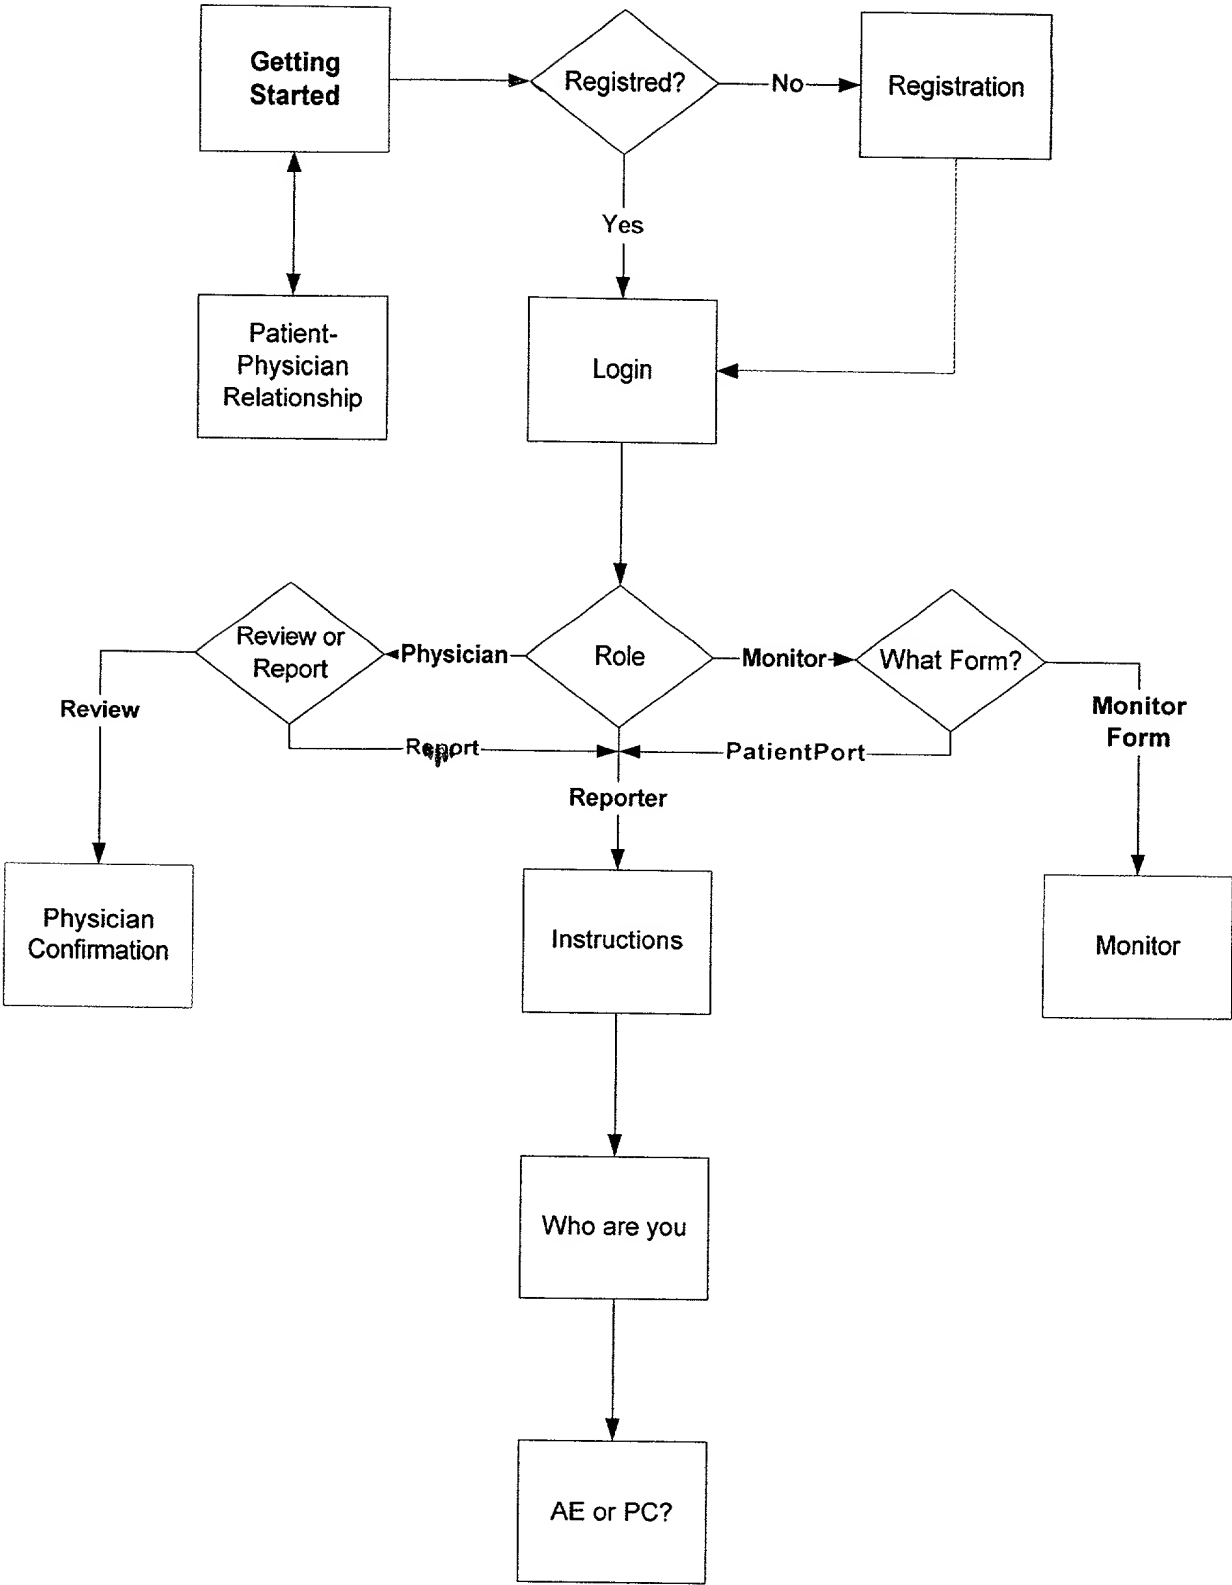 Getting
Started
Registred?
No
Registration
Yes
Patient-
Physician
Relationship
Login
Review or
Report
Physician
Role
Monitor
What Form?
Review
Monitor
Form
Report
PatientPort
Reporter
Physician
Confirmation
Instructions
Monitor
Who are you
AE or PC?